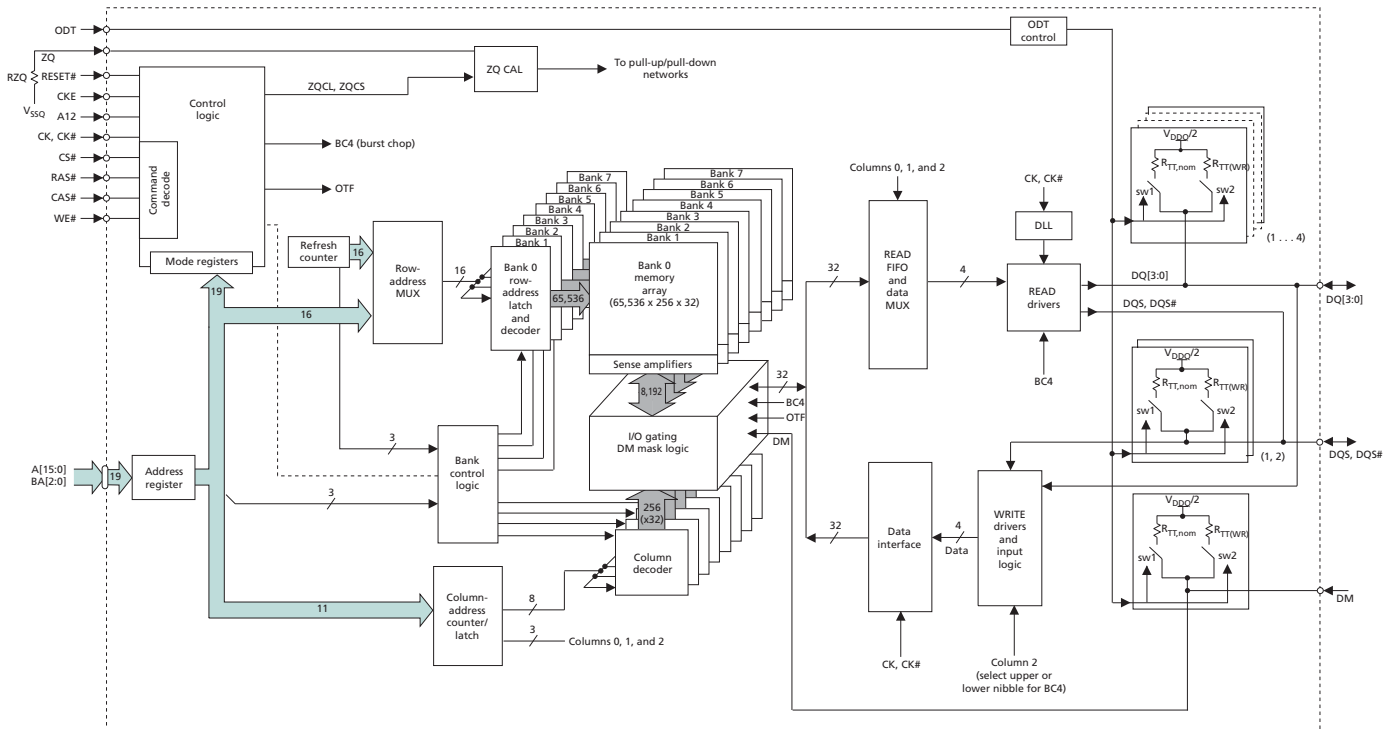 ODT
ZQ
RZQ
RESET#
CKE
VSSQ
A12
CK, CK#
CS#
RAS#
CAS#
WE#
Control
logic
Command
decode
Mode registers
ZQCL, ZQCS
ZQ CAL
To pull-up/pull-down
networks
BC4 (burst chop)
OTF
ODT
control
Refresh
counter
16
19
16
Row-
address
MUX
16
Bank 7
Bank 6
Bank 5
Bank 4
Bank 3
Bank 2
Bank 1
Bank 0
row-
address
latch
and
decoder
65,536
Bank 7
Bank 6
Bank 5
Bank 4
Bank 3
Bank 2
Bank 1
Bank 0
memory
array
(65,536 x 256 x 32)
Sense amplifiers
8,192
I/O gating
DM mask logic
32
BC4
OTF
DM
256
(x32)
Column
decoder
A[15:0]
BA[2:0]
19
Address
register
3
3
Bank
control
logic
11
Column-
address
counter/
latch
8
3
Columns 0, 1, and 2
Columns 0, 1, and 2
32
READ
FIFO
and
data
MUX
4
CK, CK#
DLL
READ
drivers
BC4
DQ[3:0]
DQS, DQS#
VDDQ/2
RTT,nom
RTT(WR)
sw1
sw2
(1 . . . 4)
DQ[3:0]
VDDQ/2
RTT,nom
RTT(WR)
sw1
sw2
(1, 2)
DQS, DQS#
32
Data
interface
4
Data
WRITE
drivers
and
input
logic
CK, CK#
Column 2
(select upper or
lower nibble for BC4)
VDDQ/2
RTT,nom
RTT(WR)
sw1
sw2
DM